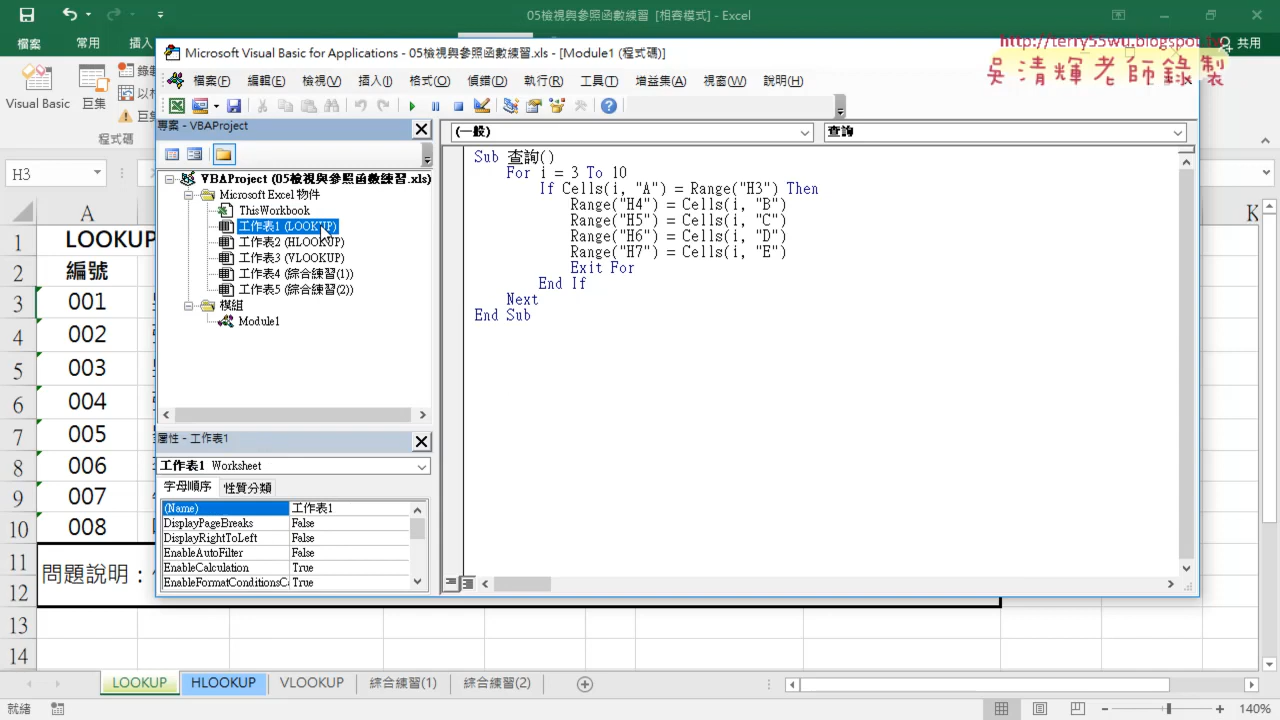 05檢視與參照函數練習 [相容模式] - Excel
檔案 常用 插入 共用
http://terry55wu.blogspot.tw
吳清輝老師錄製
Microsoft Visual Basic for Applications - 05檢視與參照函數練習.xls - [Module1 (程式碼)]
檔案(F) 編輯(E) 檢視(V) 插入(I) 格式(O) 偵錯(D) 執行(R) 工具(T) 增益集(A) 視窗(W) 說明(H)
Visual Basic 巨集
程式碼
專案 - VBAProject
VBAProject (05檢視與參照函數練習.xls)
Microsoft Excel 物件
ThisWorkbook
工作表1 (LOOKUP)
工作表2 (HLOOKUP)
工作表3 (VLOOKUP)
工作表4 (綜合練習(1))
工作表5 (綜合練習(2))
模組
Module1
屬性 - 工作表1
工作表1 Worksheet
字母順序 性質分類
(Name) 工作表1
DisplayPageBreaks False
DisplayRightToLeft False
EnableAutoFilter False
EnableCalculation True
EnableFormatConditionsC True
(一般) 查詢
Sub 查詢()
For i = 3 To 10
If Cells(i, "A") = Range("H3") Then
Range("H4") = Cells(i, "B")
Range("H5") = Cells(i, "C")
Range("H6") = Cells(i, "D")
Range("H7") = Cells(i, "E")
Exit For
End If
Next
End Sub
H3
A K
1 LOOKUP
2 編號
3 001
4 002
5 003
6 004
7 005
8 006
9 007
10 008
11 問題說明：
12
13
14
LOOKUP HLOOKUP VLOOKUP 綜合練習(1) 綜合練習(2)
就緒 140%